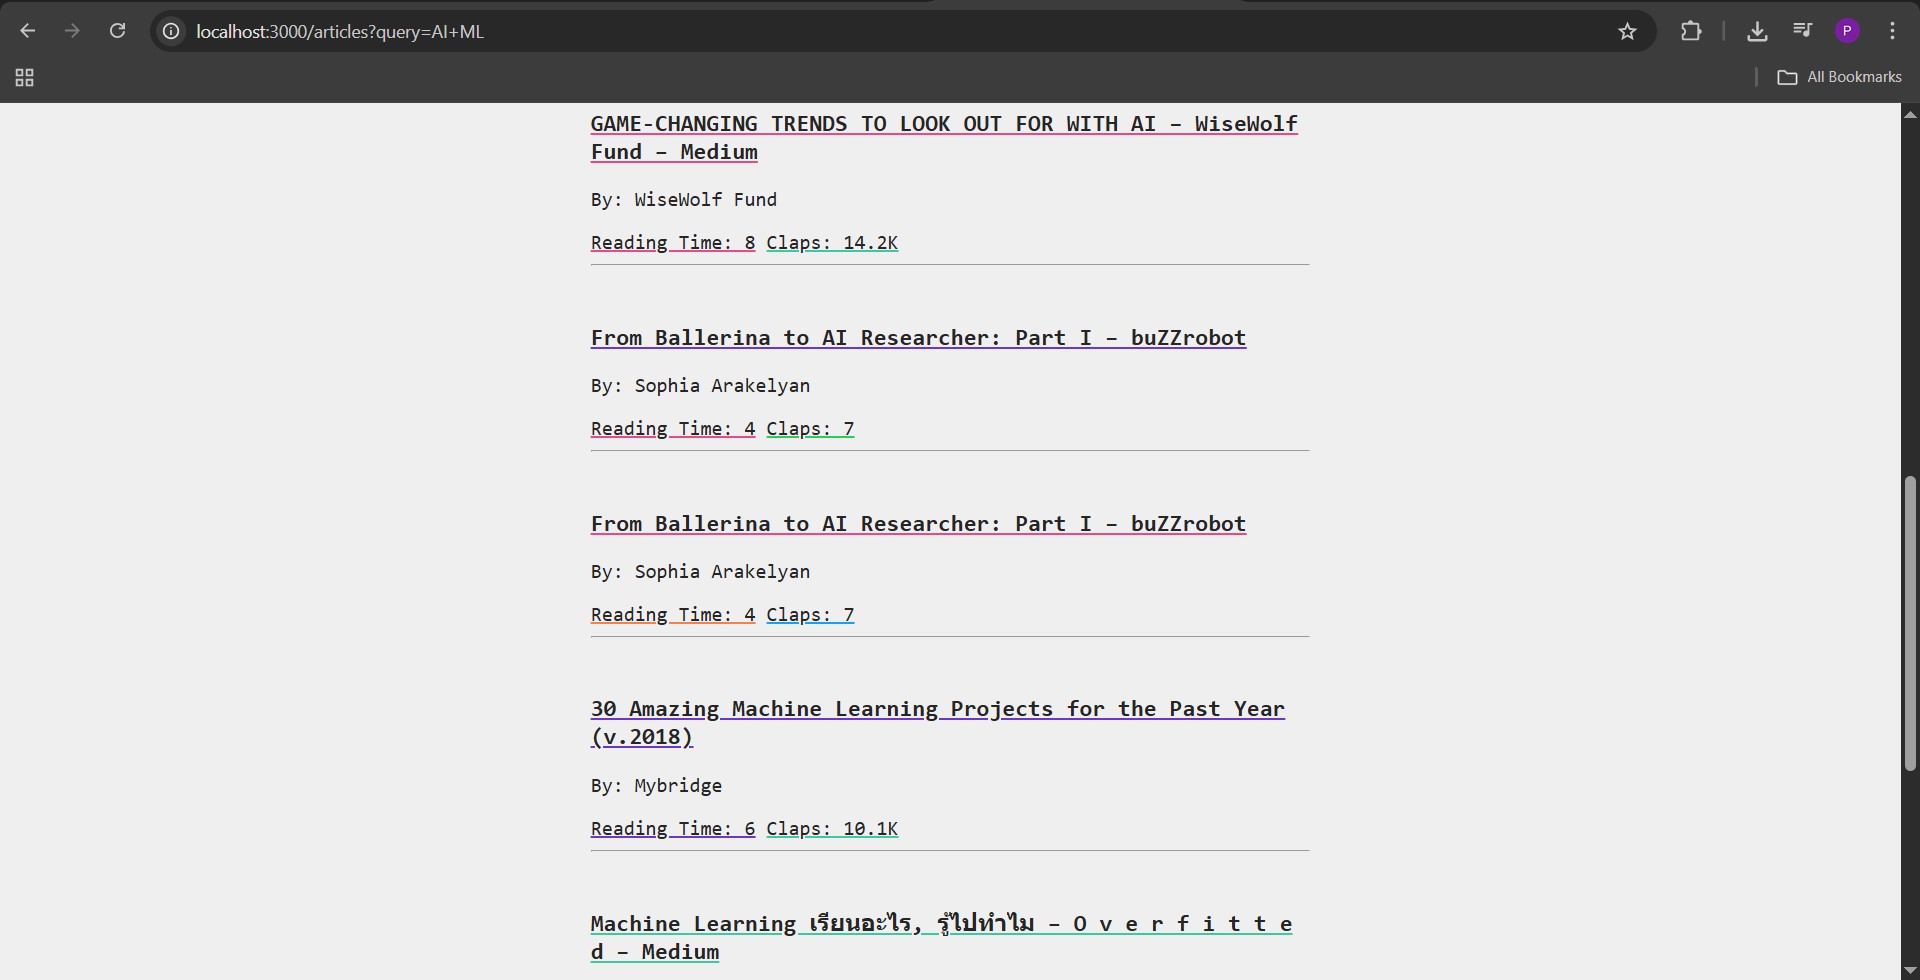 localhost:3000/articles?query=AI+ML
P
All Bookmarks
GAME-CHANGING TRENDS TO LOOK OUT FOR WITH AI – WiseWolf
Fund – Medium
By: WiseWolf Fund
Reading Time: 8 Claps: 14.2K
From Ballerina to AI Researcher: Part I – buZZrobot
By: Sophia Arakelyan
Reading Time: 4 Claps: 7
From Ballerina to AI Researcher: Part I – buZZrobot
By: Sophia Arakelyan
Reading Time: 4 Claps: 7
30 Amazing Machine Learning Projects for the Past Year
(v.2018)
By: Mybridge
Reading Time: 6 Claps: 10.1K
Machine Learning เรียนอะไร, รู้ไปทำไม – O v e r f i t t e
d – Medium